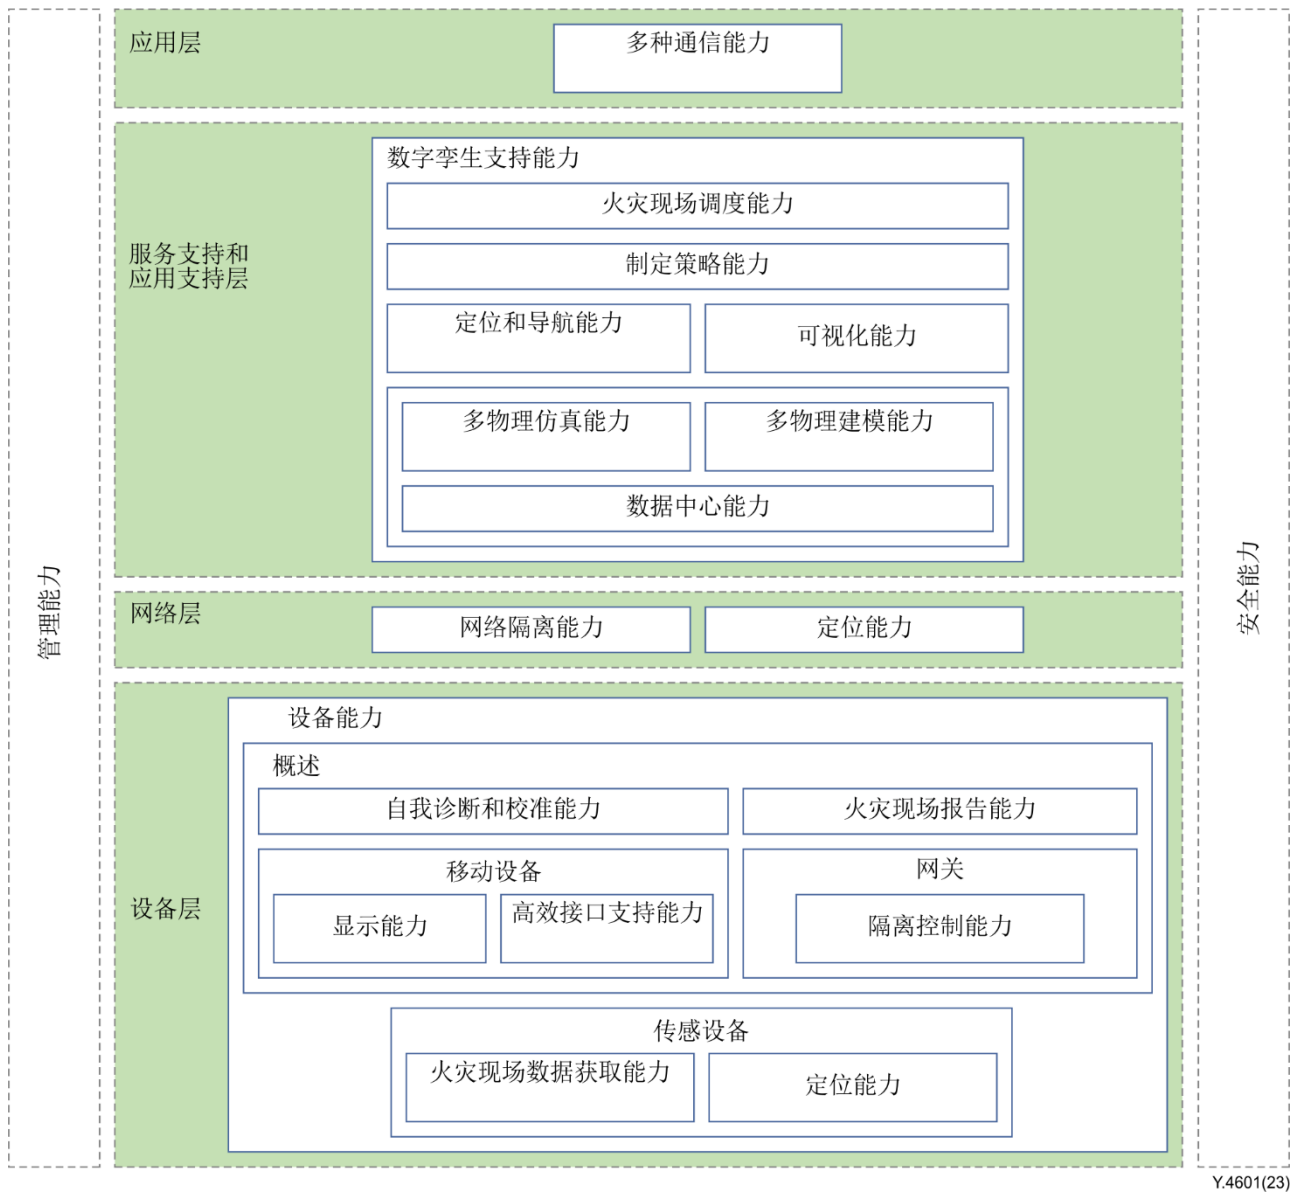 应用层
多种通信能力
数字孪生支持能力
火灾现场调度能力
服务支持和
应用支持层
制定策略能力
定位和导航能力
可视化能力
多物理仿真能力
多物理建模能力
数据中心能力
管理能力
安全能力
网络层
网络隔离能力
定位能力
设备能力
概述
自我诊断和校准能力
火灾现场报告能力
移动设备
网关
设备层
显示能力
高效接口支持能力
隔离控制能力
传感设备
火灾现场数据获取能力
定位能力
Y.4601(23)